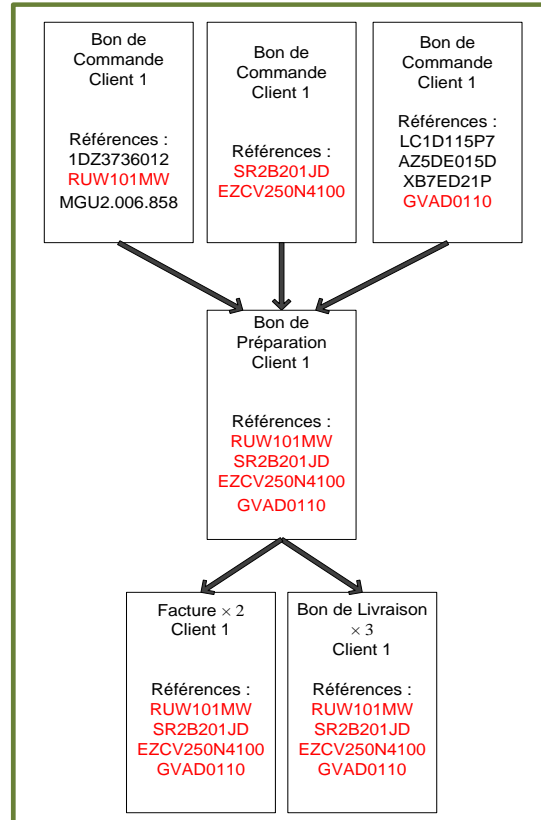 Bon de
Commande
Client 1
Références :
1DZ3736012
RUW101MW
MGU2.006.858
Bon de
Commande
Client 1
Références :
SR2B201JD
EZCV250N4100
Bon de
Commande
Client 1
Références :
LC1D115P7
AZ5DE015D
XB7ED21P
GVAD0110
Bon de
Préparation
Client 1
Références :
RUW101MW
SR2B201JD
EZCV250N4100
GVAD0110
Facture × 2
Client 1
Références :
RUW101MW
SR2B201JD
EZCV250N4100
GVAD0110
Bon de Livraison
× 3
Client 1
Références :
RUW101MW
SR2B201JD
EZCV250N4100
GVAD0110